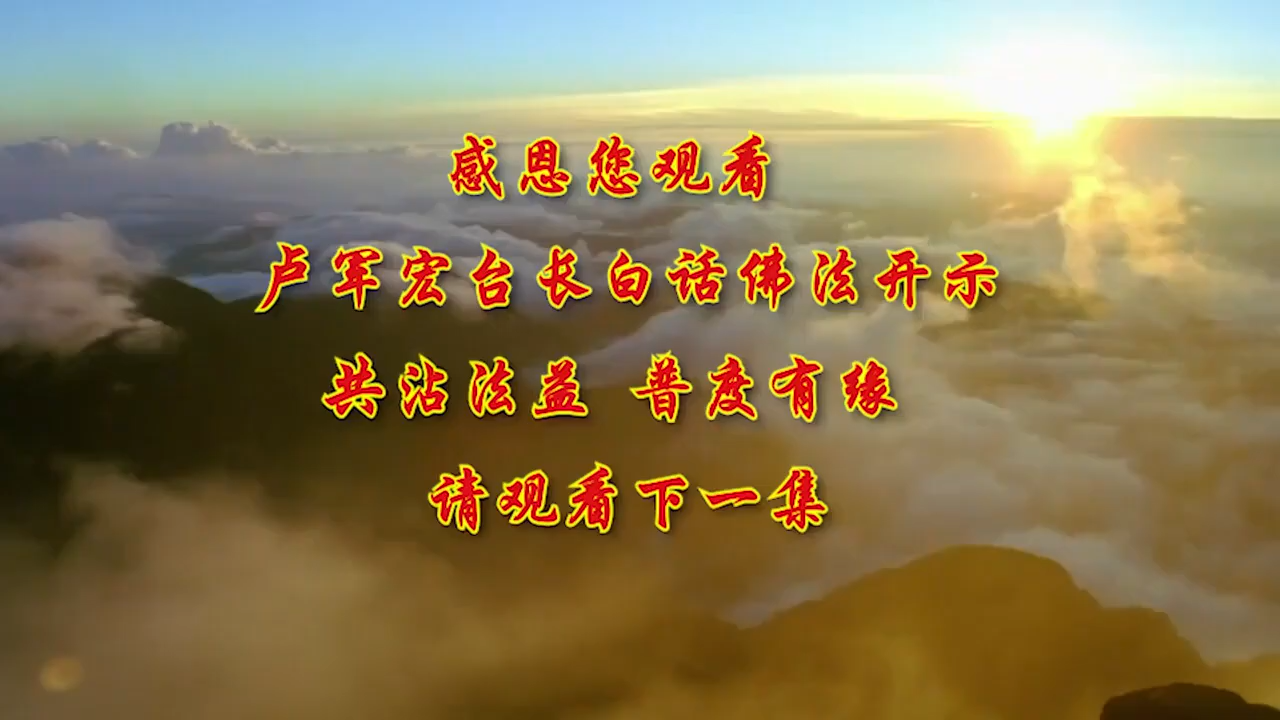 感恩您观看
卢军宏台长白话佛法开示
共沾法益 普度有缘
请观看下一集